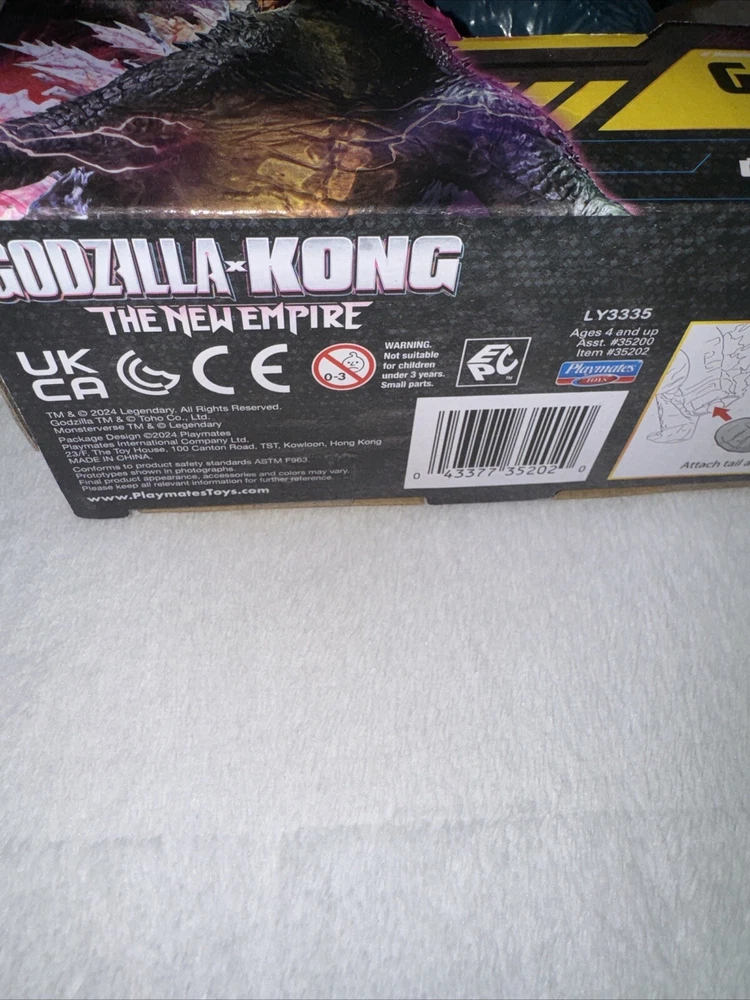 GODZILLA x KONG
THE NEW EMPIRE
UK
CA
CE
0-3
WARNING.
Not suitable
for children
under 3 years.
Small parts.
EPC
TM
LY3335
Ages 4 and up
Asst. #35200
Item #35202
Playmates
TOYS
TM & © 2024 Legendary. All Rights Reserved.
Godzilla TM & © Toho Co., Ltd.
Monsterverse TM & © Legendary
Package Design ©2024 Playmates
Playmates International Company Ltd.
23/F, The Toy House, 100 Canton Road, TST, Kowloon, Hong Kong
MADE IN CHINA.
Conforms to product safety standards ASTM F963
Prototypes shown in photographs.
Final product appearance, accessories and colors may vary.
Please keep all relevant information for further reference.
www.PlaymatesToys.com
0 43377 35202 0
Attach tail